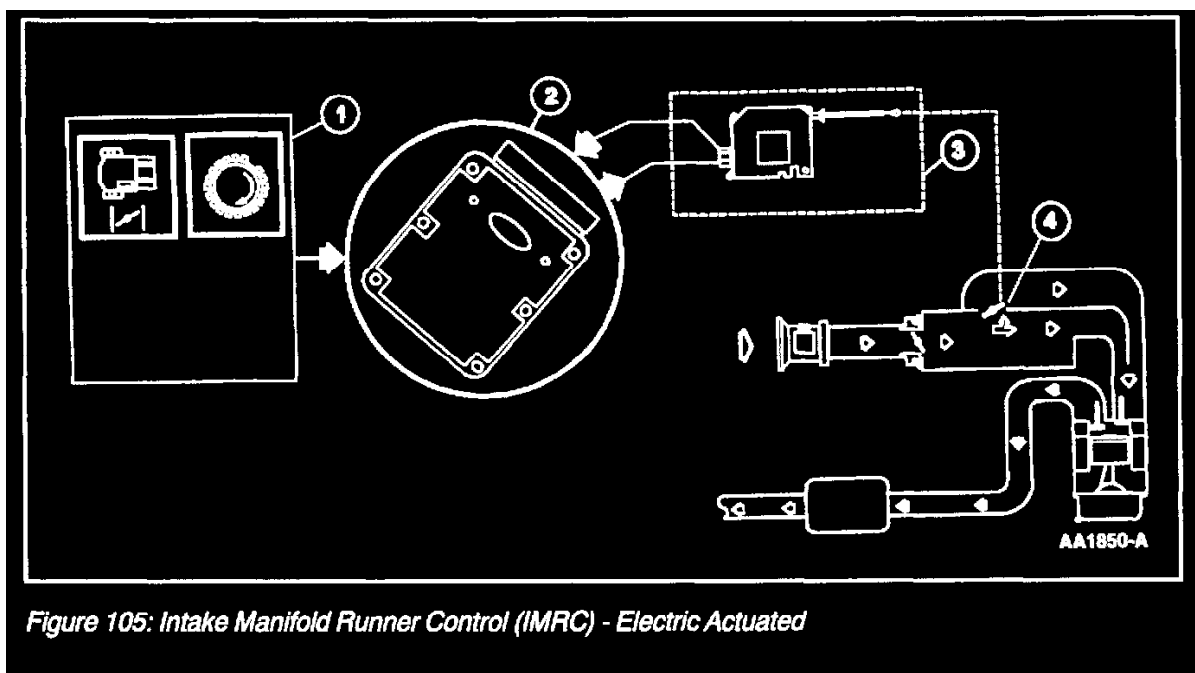 1
2
3
4
AA1850-A
Figure 105: Intake Manifold Runner Control (IMRC) - Electric Actuated